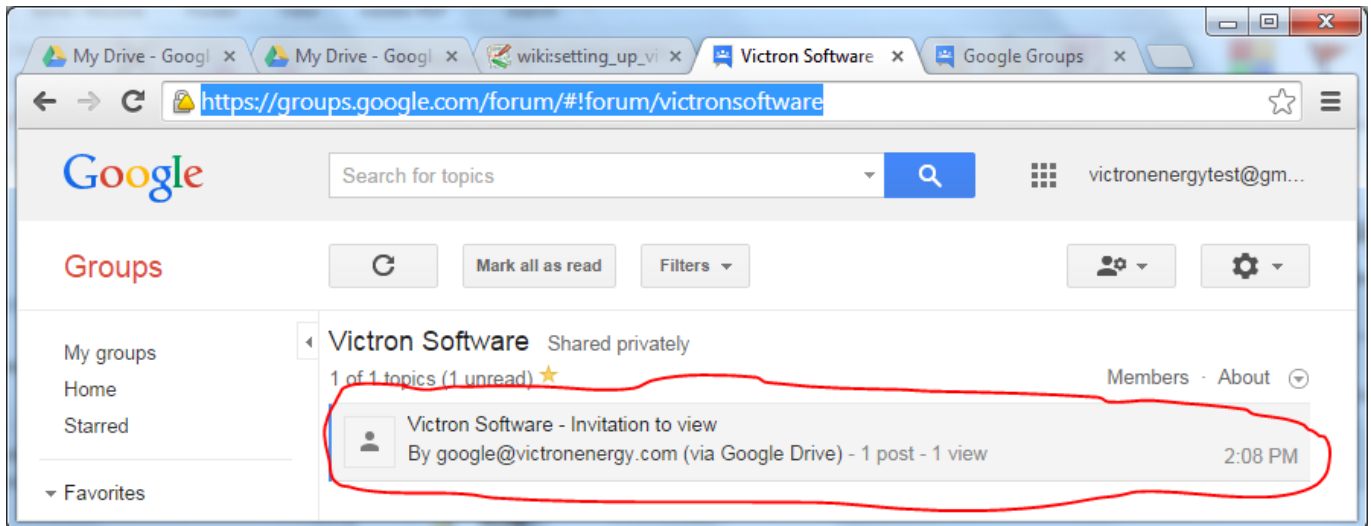 My Drive - Googl
My Drive - Googl
wiki:setting_up_vi
Victron Software
Google Groups
https://groups.google.com/forum/#!forum/victronsoftware
Google
Search for topics
victronenergytest@gm...
Groups
Mark all as read
Filters
My groups
Home
Starred
Favorites
Victron Software Shared privately
1 of 1 topics (1 unread)
Members · About
Victron Software - Invitation to view
By google@victronenergy.com (via Google Drive) - 1 post - 1 view
2:08 PM